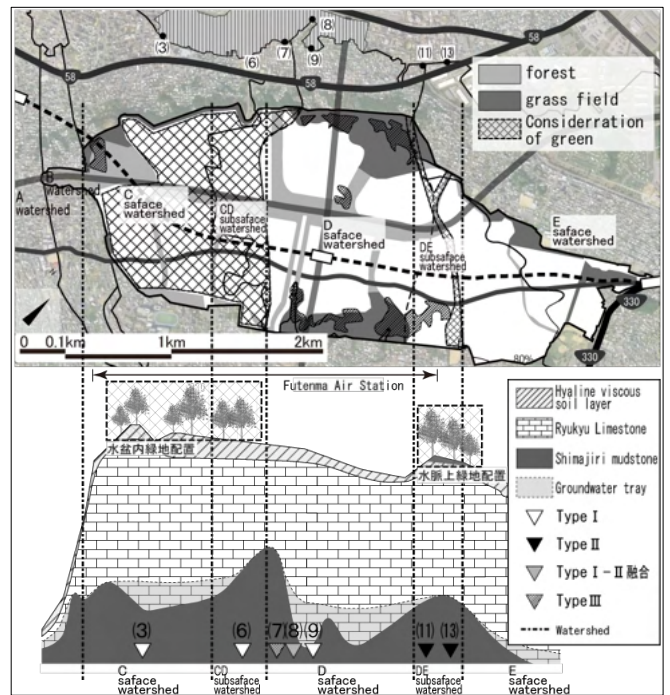 (3)
(6)
(7)
(8)
(9)
(11)
(13)
58
58
58
forest
grass field
Considerration
of green
A
watershed
B
watershed
C
saface
watershed
CD
subsaface
watershed
D
saface
watershed
DE
subsaface
watershed
E
saface
watershed
330
330
80%
0 0.1km 1km 2km
Futenma Air Station
水盆内緑地配置
水脈上緑地配置
Hyaline viscous
soil layer
Ryukyu Limestone
Shimajiri mudstone
Groundwater tray
Type Ⅰ
Type Ⅱ
Type Ⅰ-Ⅱ 融合
Type Ⅲ
Watershed
(3)
(6)
(7)
(8)
(9)
(11)
(13)
C
saface
watershed
CD
subsaface
watershed
D
saface
watershed
DE
subsaface
watershed
E
saface
watershed